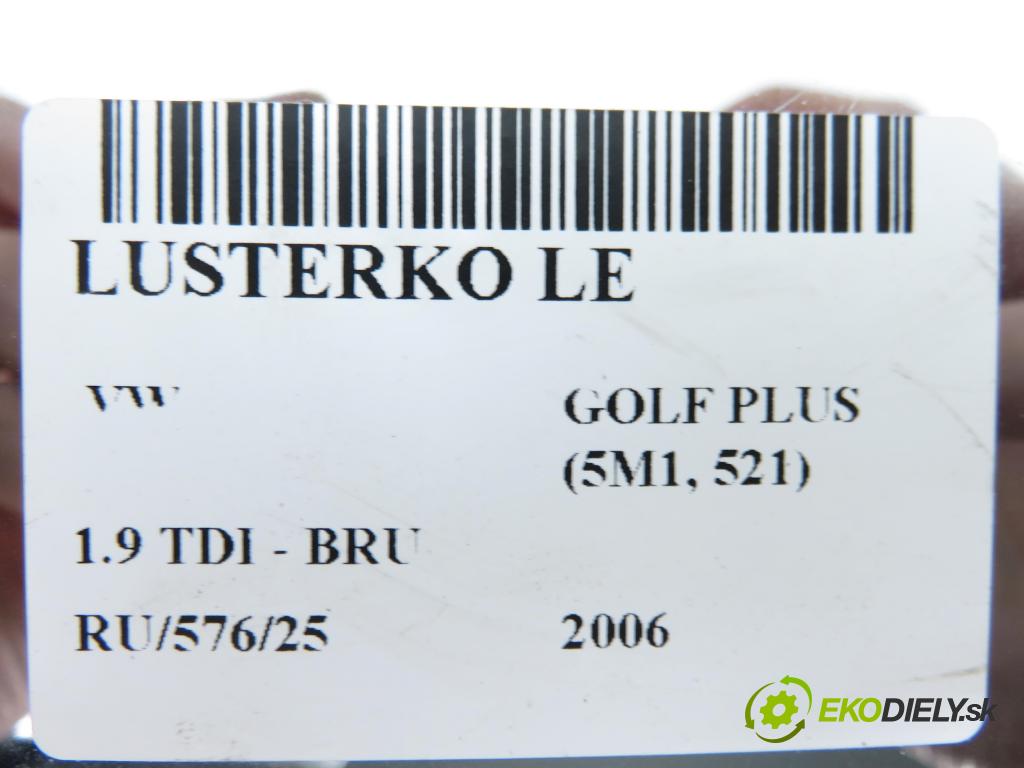 LUSTERKO LE
VW
GOLF PLUS
(5M1, 521)
1.9 TDI - BRU
RU/576/25
2006
EKODIELY.sk